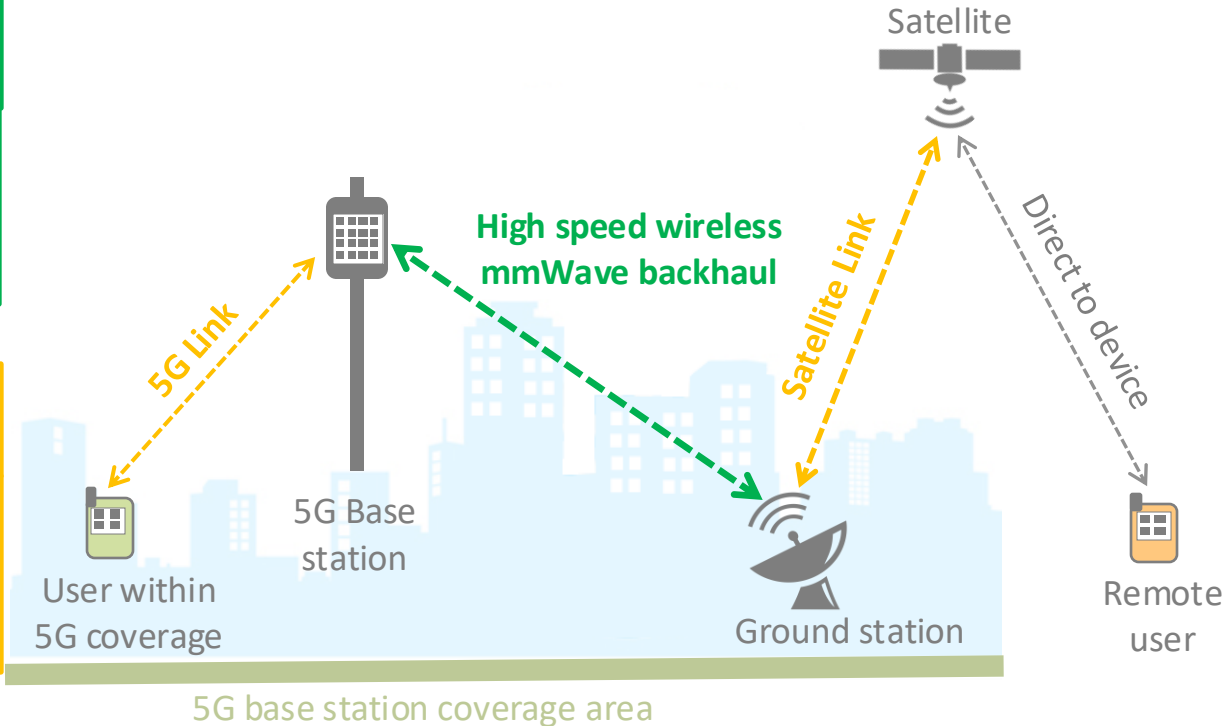 Satellite
High speed wireless
mmWave backhaul
5G Link
Satellite Link
Direct to device
5G Base
station
User within
5G coverage
Ground station
Remote
user
5G base station coverage area